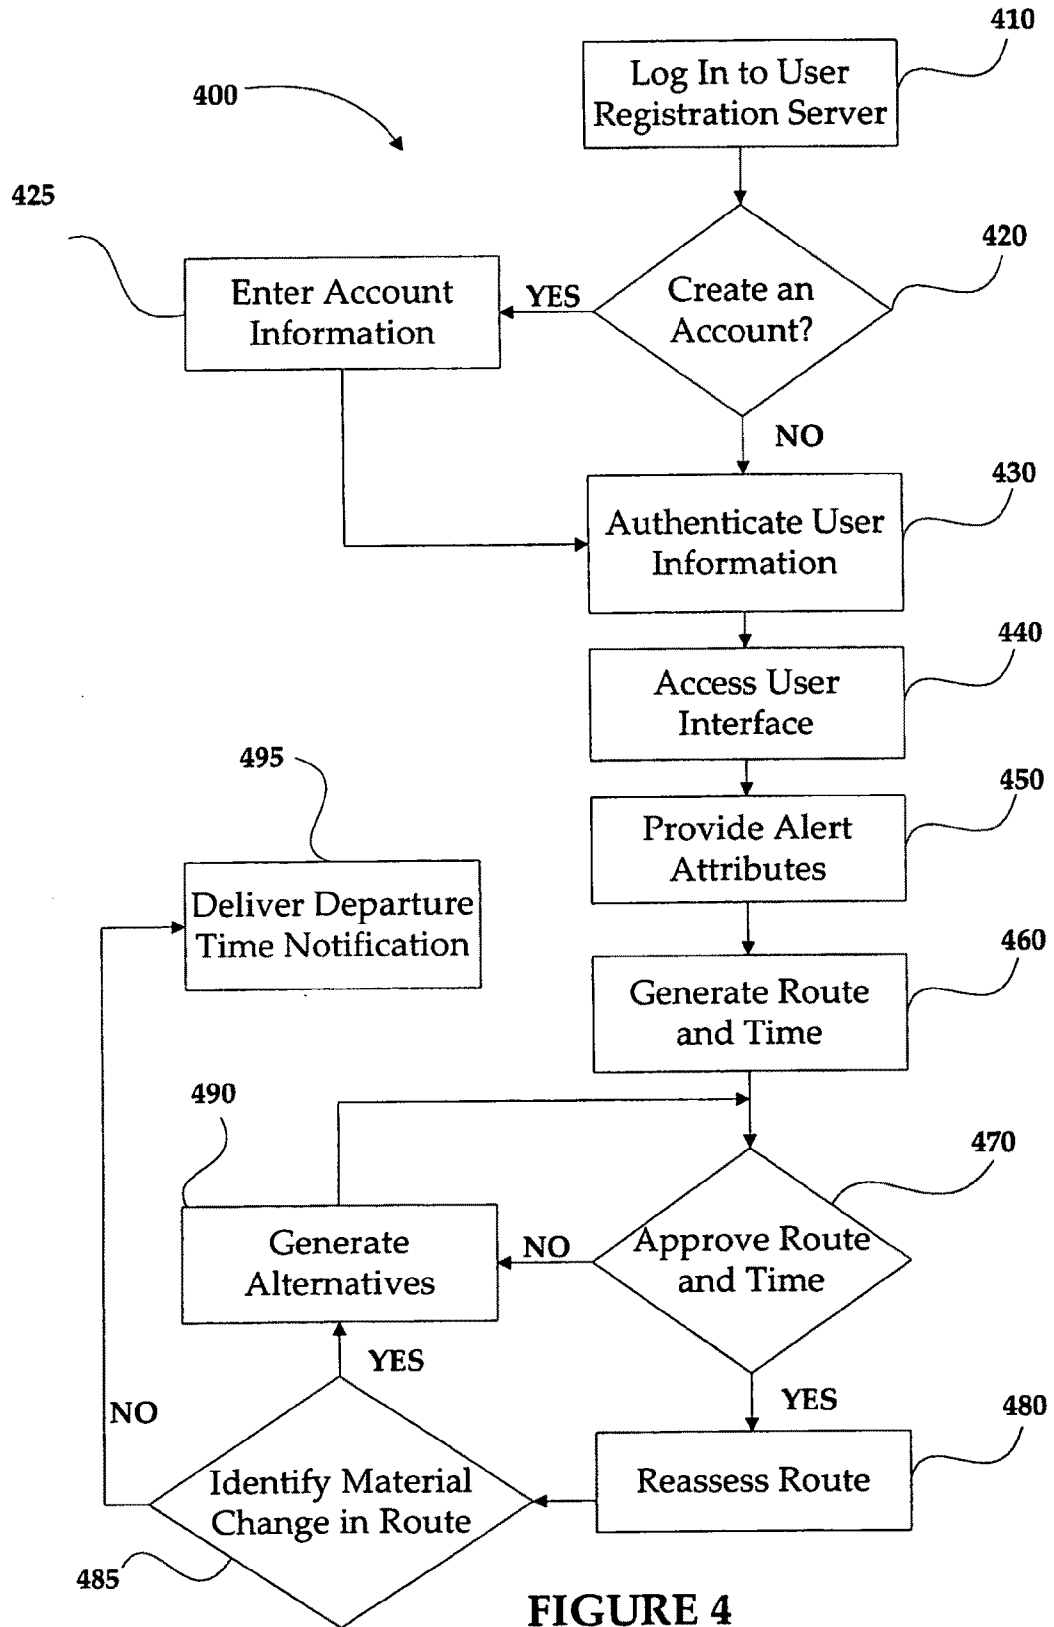 410
Log In to User
Registration Server
400
425
420
Enter Account
Information
YES
Create an
Account?
NO
430
Authenticate User
Information
440
Access User
Interface
495
450
Provide Alert
Attributes
Deliver Departure
Time Notification
460
Generate Route
and Time
490
470
Generate
Alternatives
NO
Approve Route
and Time
YES
YES
NO
480
Reassess Route
Identify Material
Change in Route
485
FIGURE 4